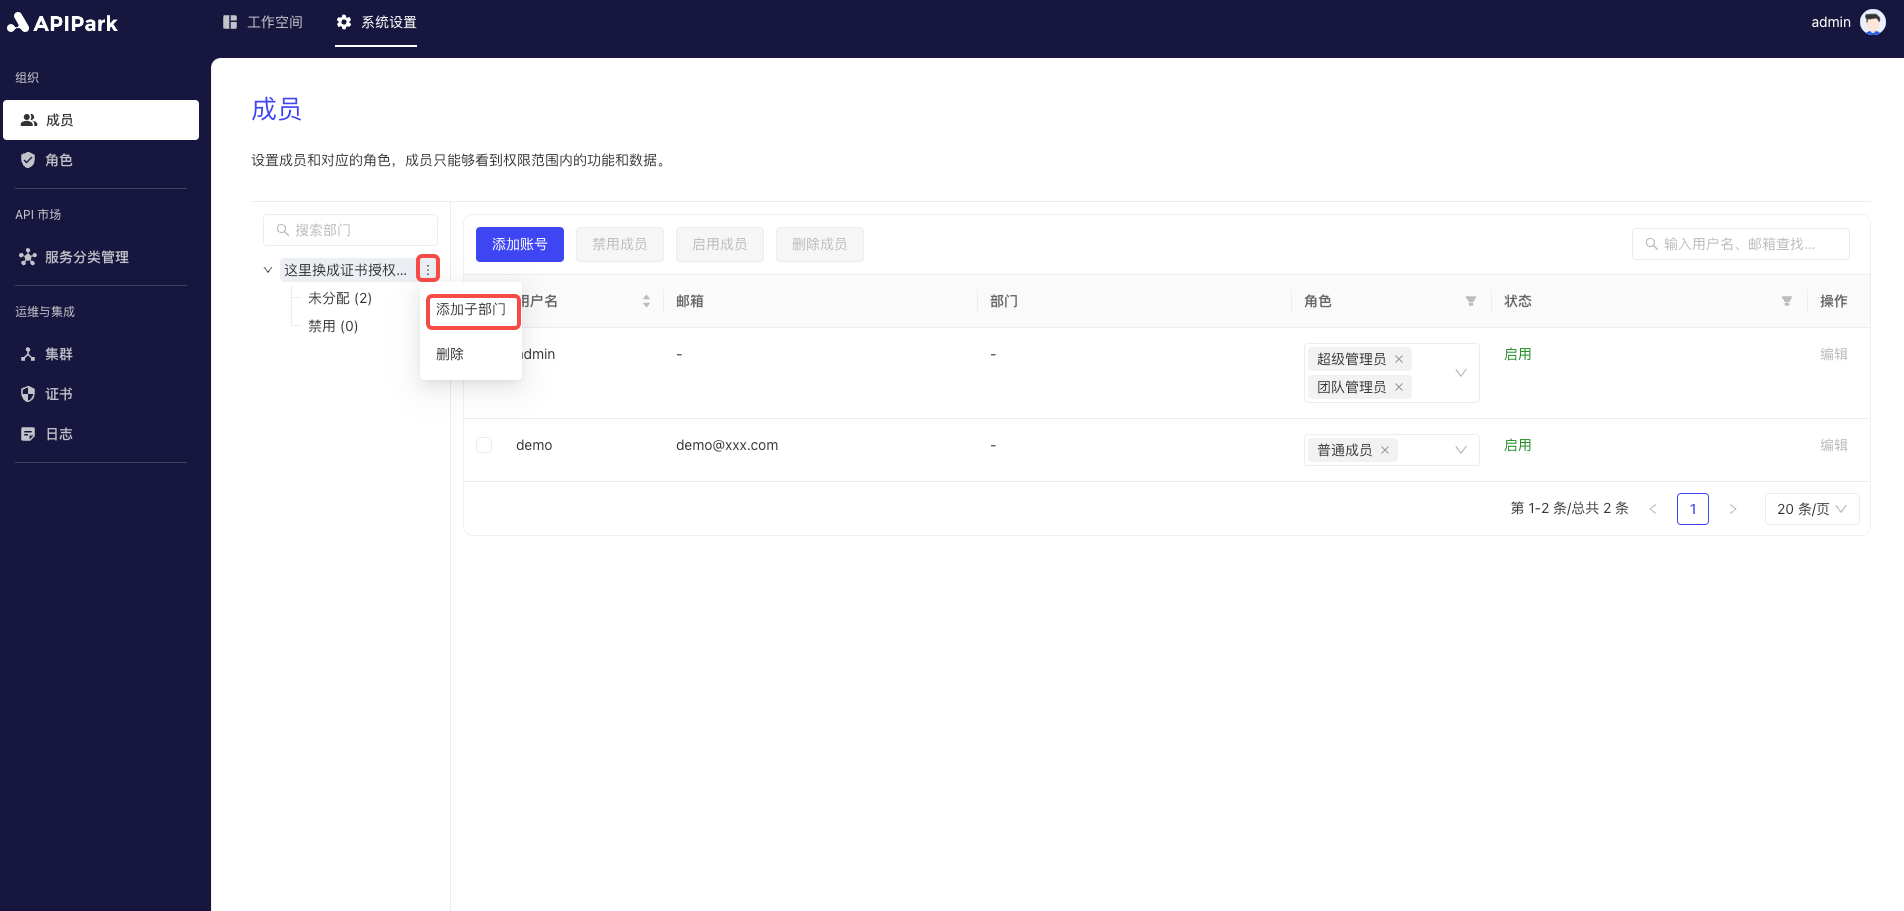 APIPark
工作空间
系统设置
admin
组织
成员
角色
API 市场
服务分类管理
运维与集成
集群
证书
日志
成员
设置成员和对应的角色，成员只能够看到权限范围内的功能和数据。
搜索部门
这里换成证书授权...
未分配 (2)
禁用 (0)
添加子部门
删除
添加账号
禁用成员
启用成员
删除成员
输入用户名、邮箱查找...
用户名
邮箱
部门
角色
状态
操作
admin
-
-
超级管理员
团队管理员
启用
编辑
demo
demo@xxx.com
-
普通成员
启用
编辑
第 1-2 条/总共 2 条
1
20 条/页